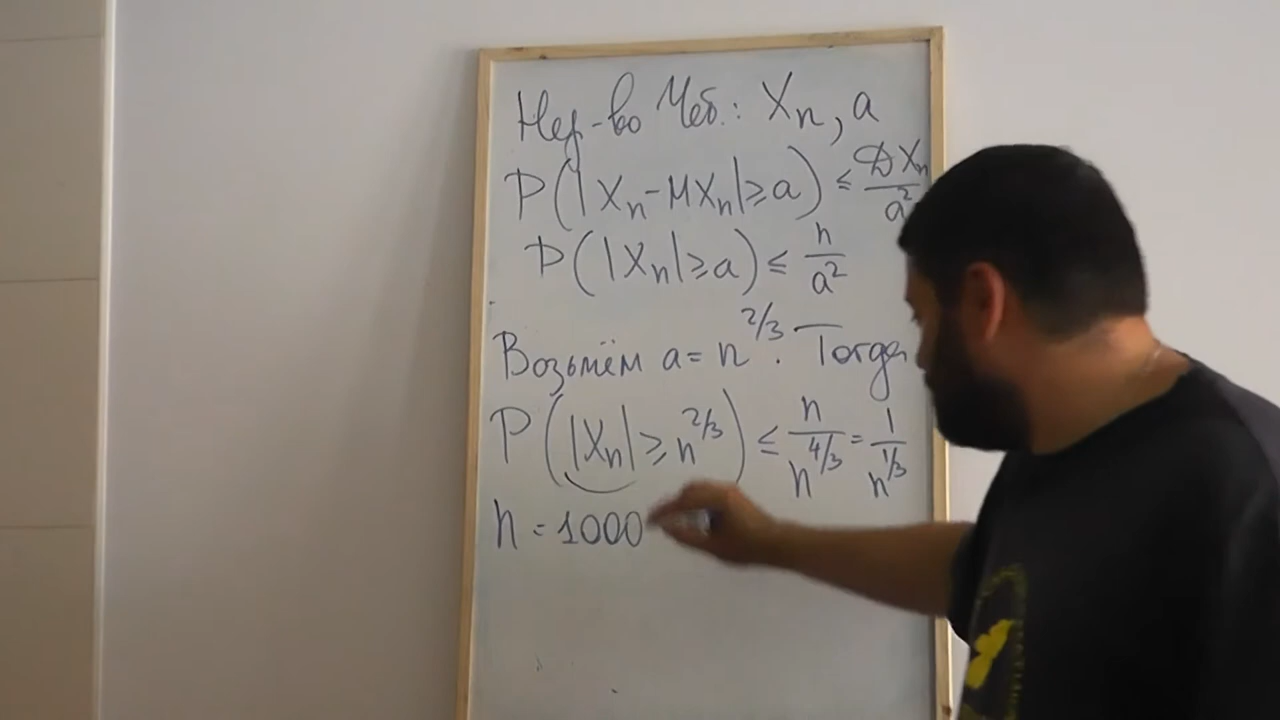 Нер-во Чеб.: Xₙ, a
P(|Xₙ-MXₙ|≥a) ≤ DXₙ/a²
P(|Xₙ|≥a) ≤ n/a²
Возьмём a=n^2/3. Тогда
P(|Xₙ|≥n^2/3) ≤ n/n^4/3 = 1/n^1/3
n=1000